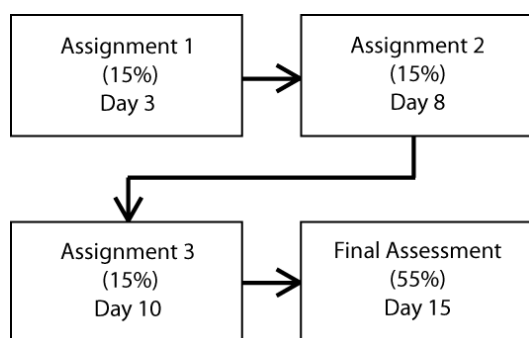 Assignment 1
(15%)
Day 3
Assignment 2
(15%)
Day 8
Assignment 3
(15%)
Day 10
Final Assessment
(55%)
Day 15